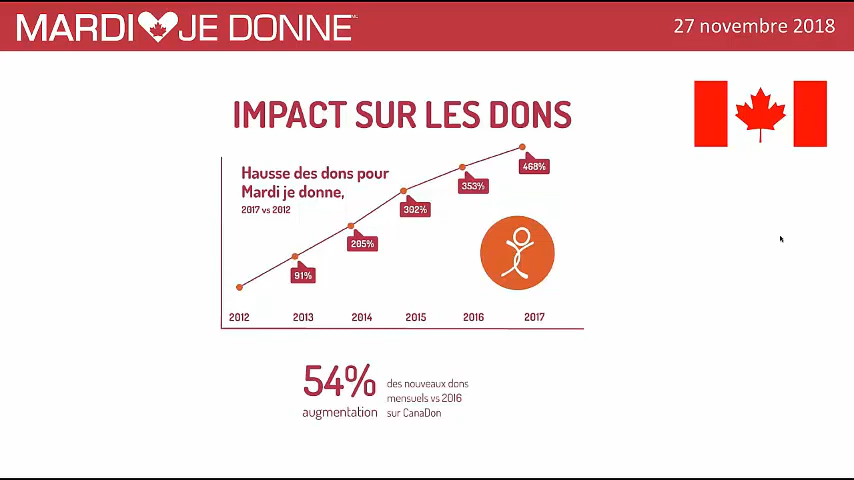 MARDI JE DONNE
27 novembre 2018
IMPACT SUR LES DONS
Hausse des dons pour
Mardi je donne,
2017 vs 2012
468%
353%
302%
205%
91%
2012 2013 2014 2015 2016 2017
54%
augmentation
des nouveaux dons
mensuels vs 2016
sur CanaDon